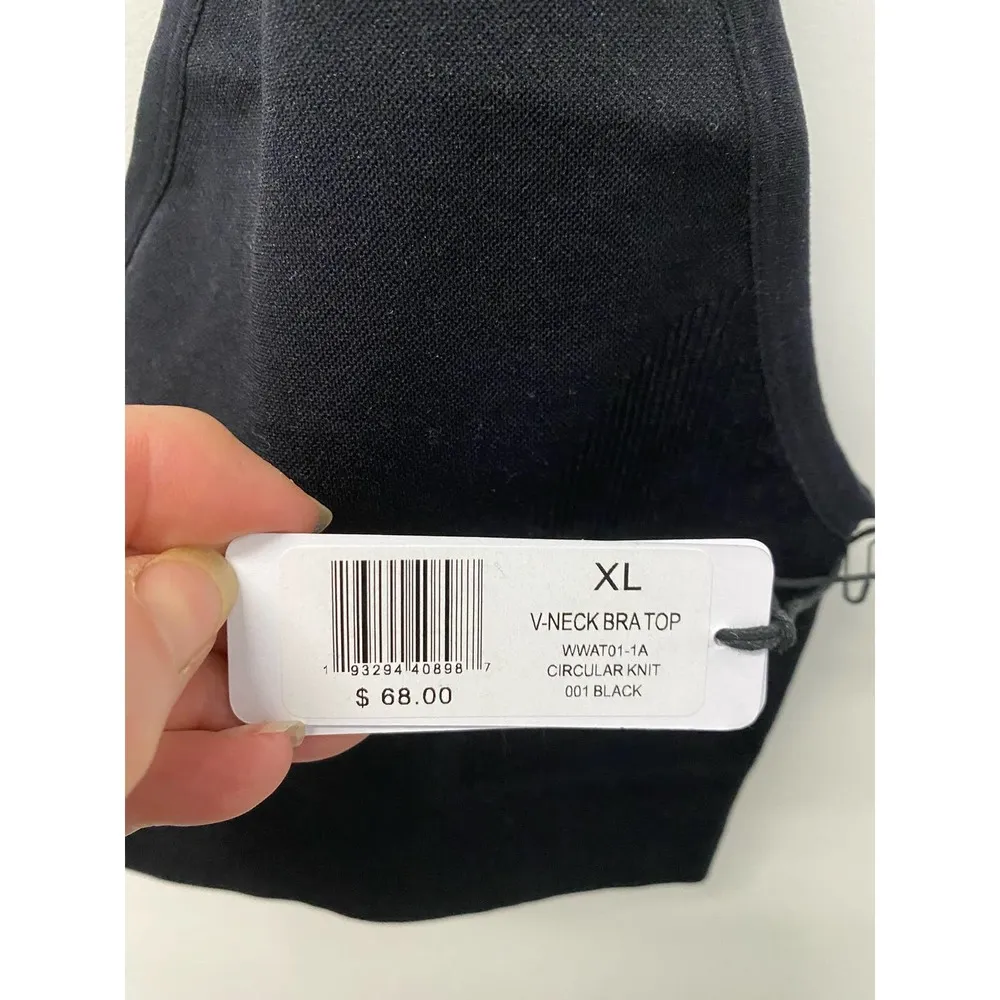 XL
V-NECK BRA TOP
WWAT01-1A
CIRCULAR KNIT
001 BLACK
1 93294 40898 7
$ 68.00